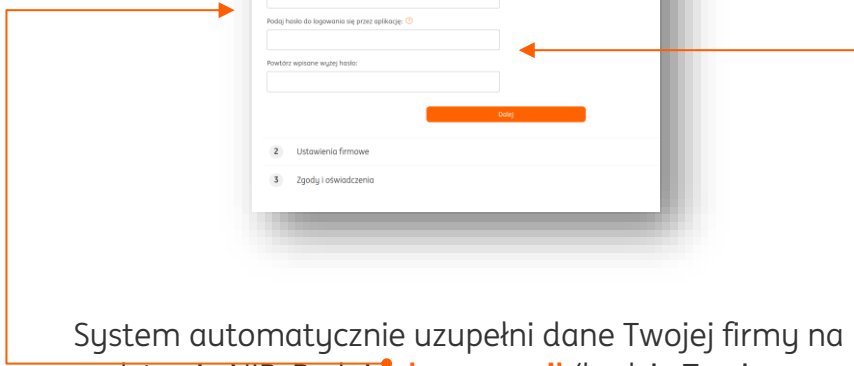 Podaj hasło do logowania się przez aplikację:
Powtórz wpisane wyżej hasło:
Dalej
2 Ustawienia firmowe
3 Zgody i oświadczenia
System automatycznie uzupełni dane Twojej firmy na